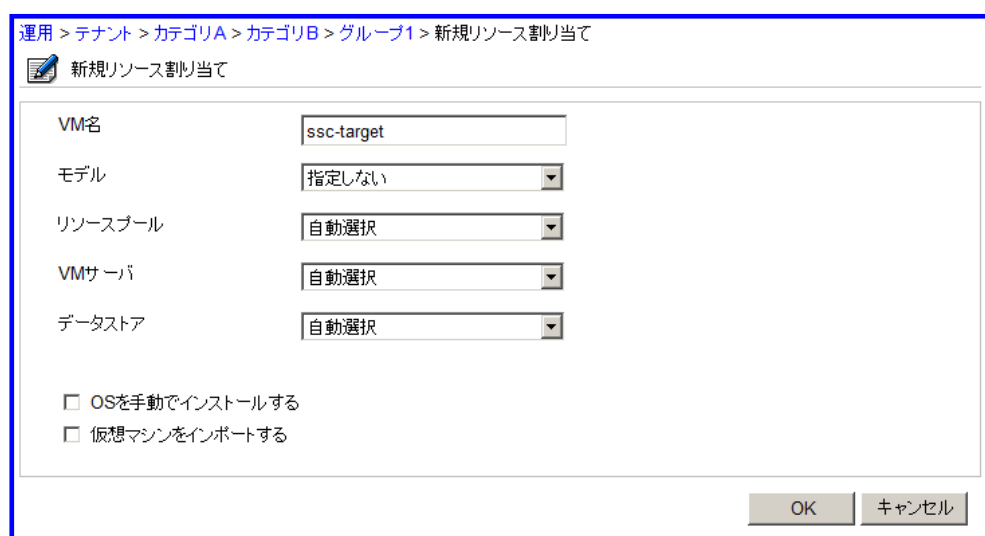 運用 > テナント > カテゴリA > カテゴリB > グループ1 > 新規リソース割り当て
新規リソース割り当て
VM名 ssc-target
モデル 指定しない
リソースプール 自動選択
VMサーバ 自動選択
データストア 自動選択
OSを手動でインストールする
仮想マシンをインポートする
OK キャンセル